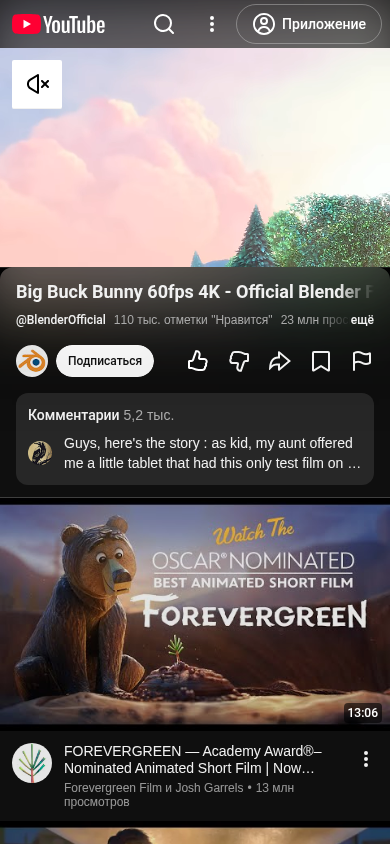 YouTube
Приложение
Big Buck Bunny 60fps 4K - Official Blender F
@BlenderOfficial 110 тыс. отметки "Нравится" 23 млн прос ещё
Подписаться
Комментарии 5,2 тыс.
Guys, here's the story : as kid, my aunt offered
me a little tablet that had this only test film on …
Watch The
OSCAR® NOMINATED
BEST ANIMATED SHORT FILM
FOREVERGREEN
13:06
FOREVERGREEN — Academy Award®–
Nominated Animated Short Film | Now…
Forevergreen Film и Josh Garrels • 13 млн
просмотров